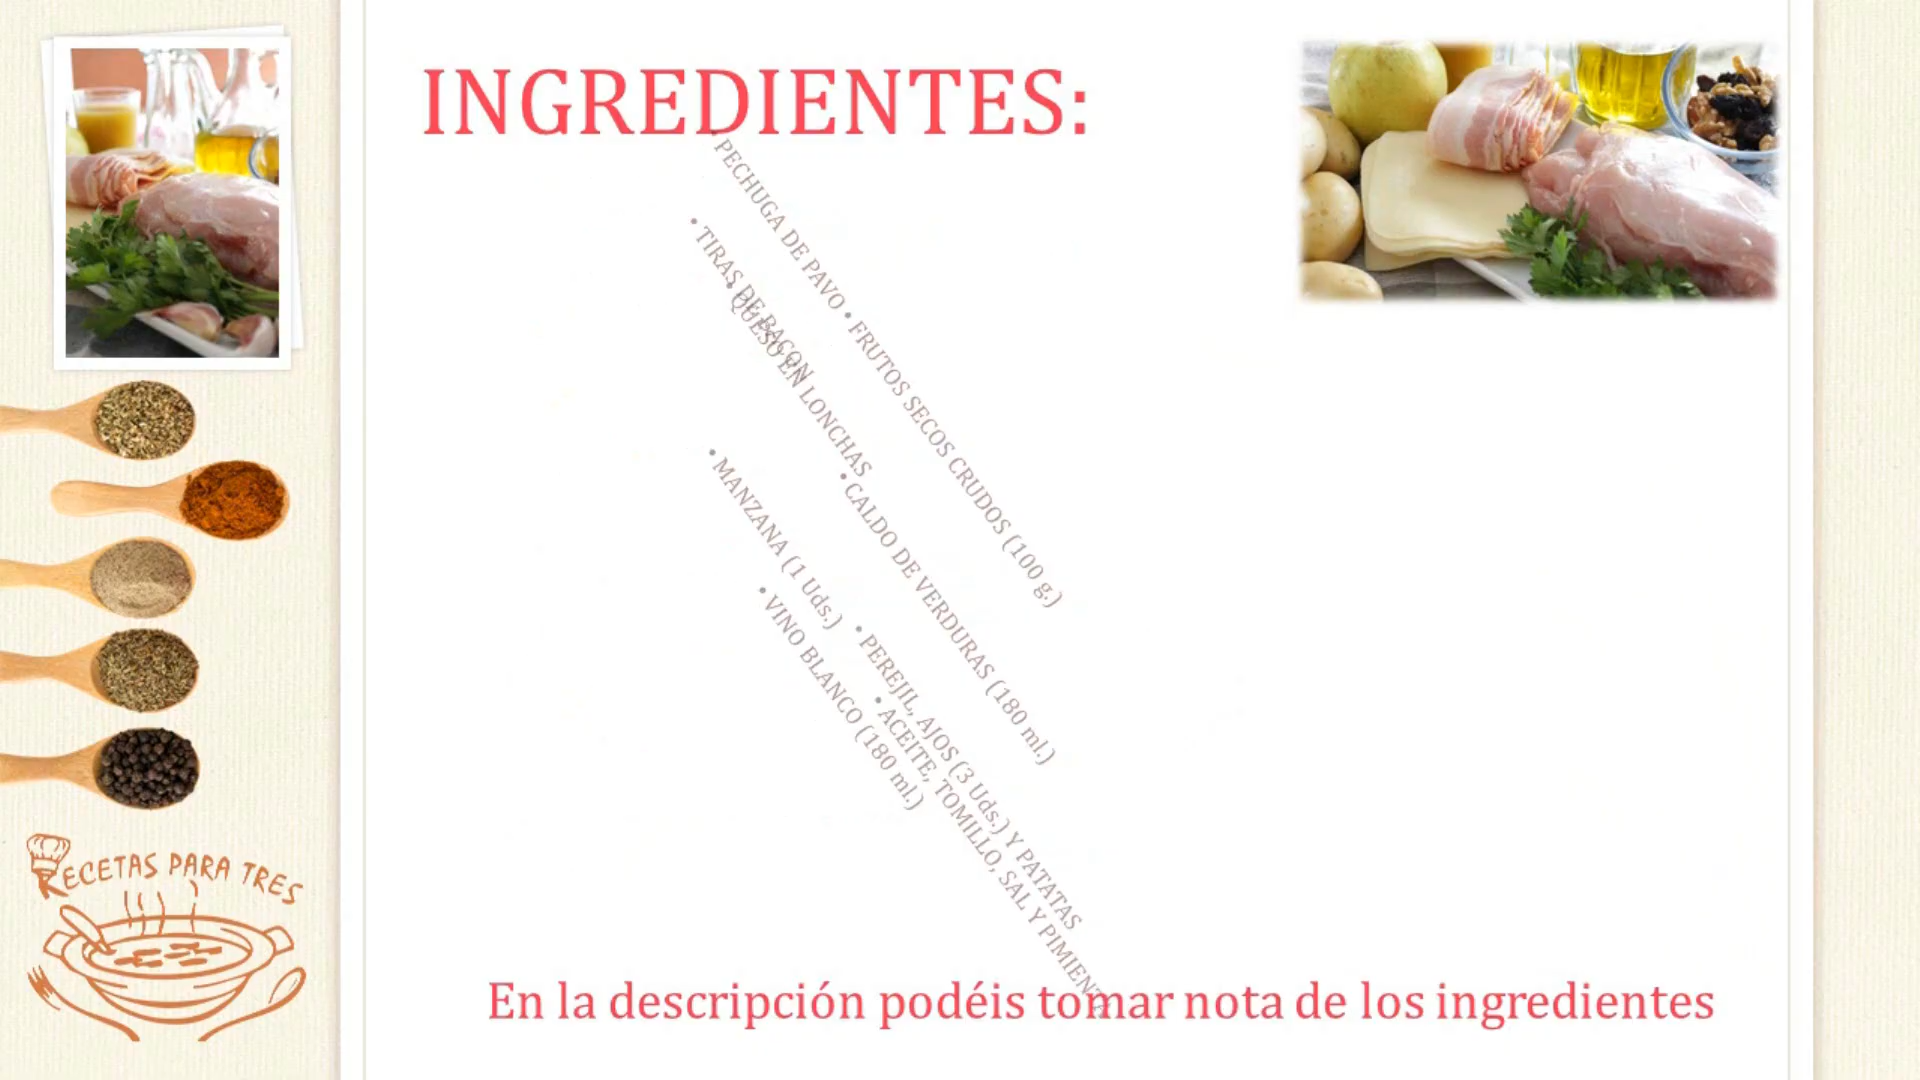 INGREDIENTES:
• PECHUGA DE PAVO
• FRUTOS SECOS CRUDOS (100 g.)
• TIRAS DE BACON
• QUESO EN LONCHAS
• MANZANA (1 Uds.)
• CALDO DE VERDURAS (180 ml.)
• VINO BLANCO (180 ml.)
• PEREJIL, AJOS (3 Uds.) Y PATATAS
• ACEITE, TOMILLO, SAL Y PIMIENTA
RECETAS PARA TRES
En la descripción podéis tomar nota de los ingredientes